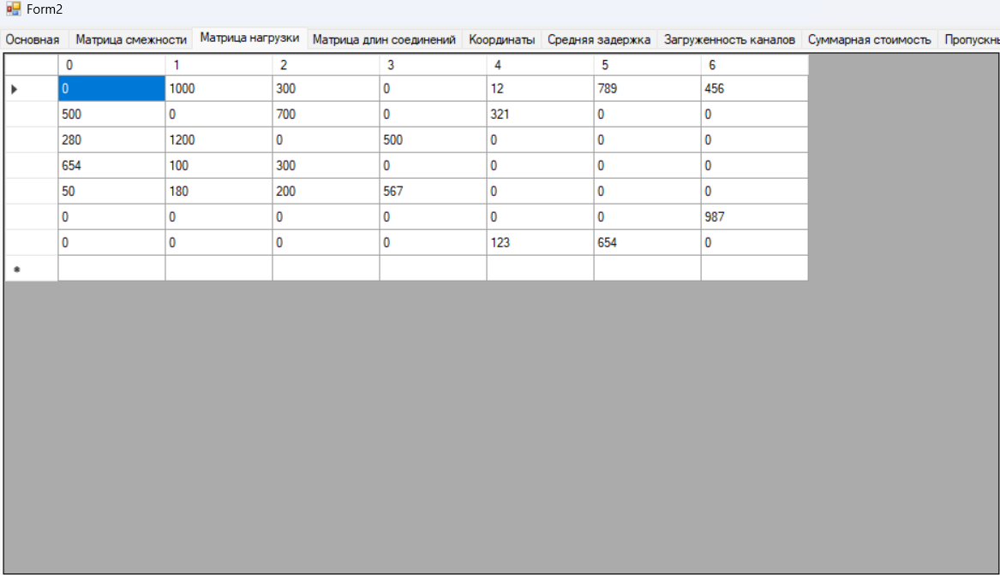 Form2
Основная Матрица смежности Матрица нагрузки Матрица длин соединений Координаты Средняя задержка Загруженность каналов Суммарная стоимость Пропускнь
0 1 2 3 4 5 6
0 1000 300 0 12 789 456
500 0 700 0 321 0 0
280 1200 0 500 0 0 0
654 100 300 0 0 0 0
50 180 200 567 0 0 0
0 0 0 0 0 0 987
0 0 0 0 123 654 0